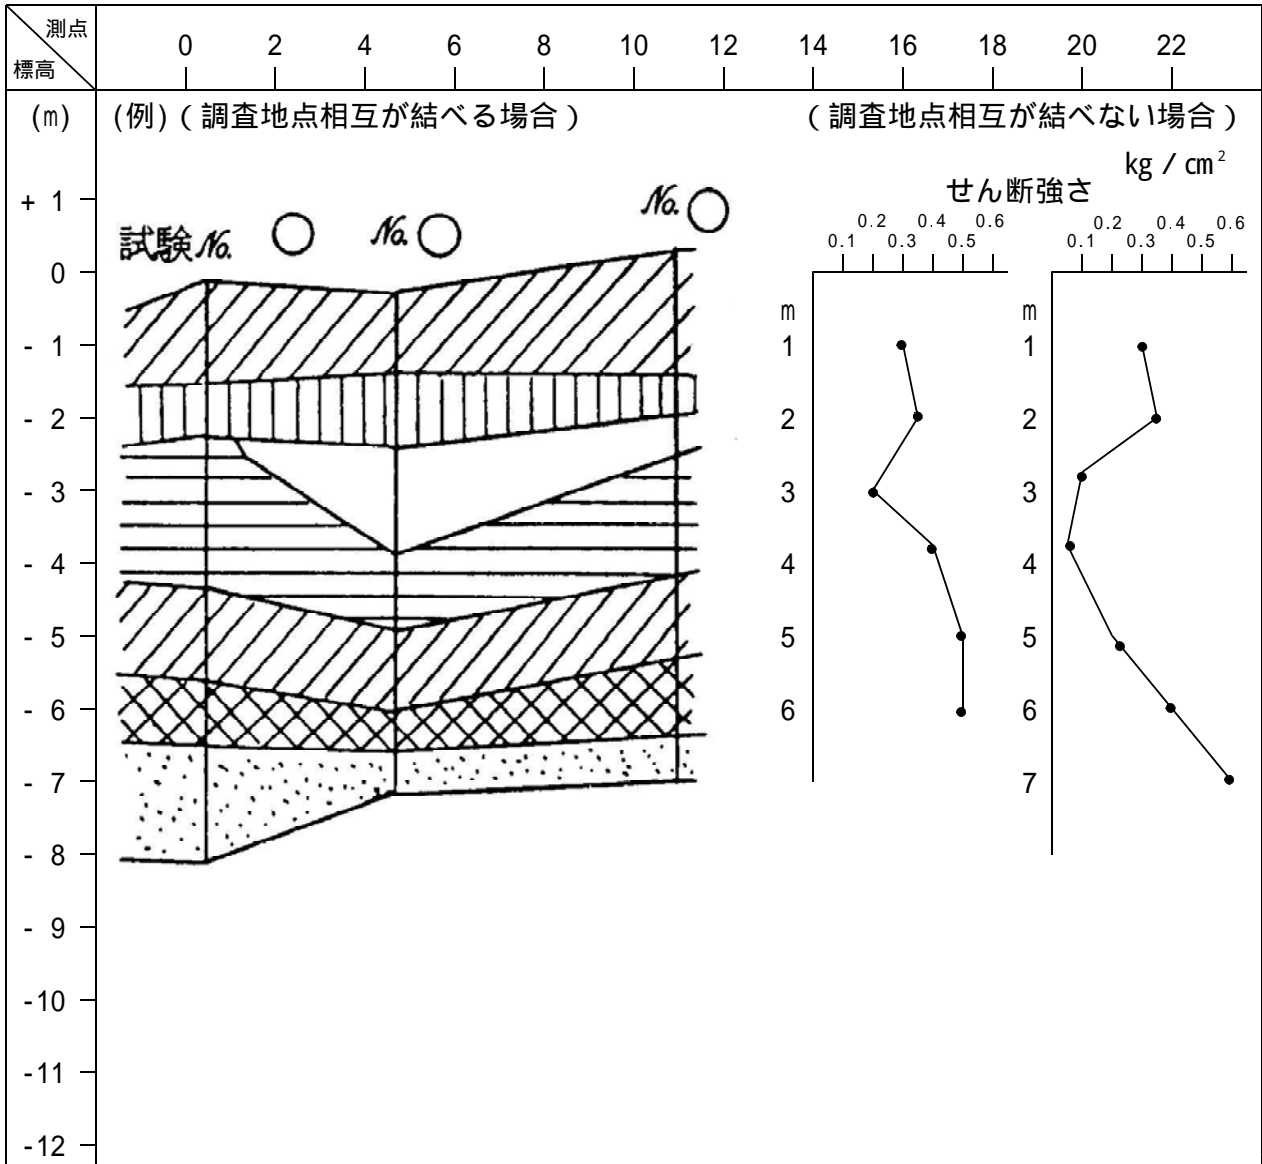 測点
標高
0 2 4 6 8 10 12 14 16 18 20 22
(m)
(例)(調査地点相互が結べる場合)
(調査地点相互が結べない場合)
kg/cm²
せん断強さ
+ 1
0
- 1
- 2
- 3
- 4
- 5
- 6
- 7
- 8
- 9
-10
-11
-12
試験 No.
No.
No.
0.1 0.2 0.3 0.4 0.5 0.6
m
1
2
3
4
5
6
0.1 0.2 0.3 0.4 0.5 0.6
m
1
2
3
4
5
6
7